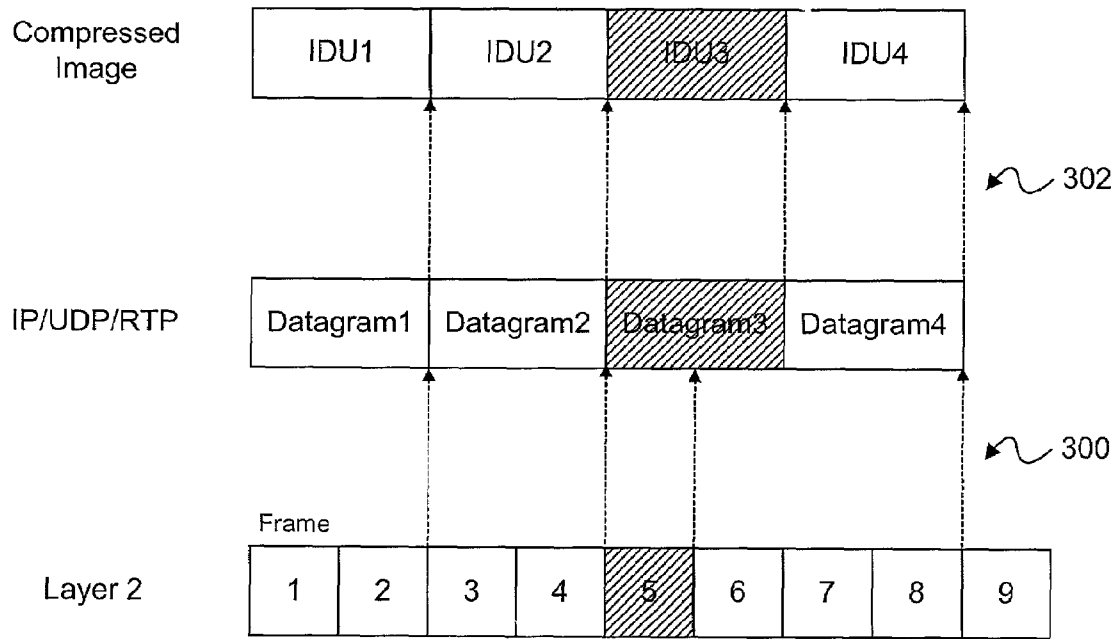 Compressed
Image
IDU1 IDU2 IDU3 IDU4
302
IP/UDP/RTP
Datagram1 Datagram2 Datagram3 Datagram4
300
Frame
Layer 2
1 2 3 4 5 6 7 8 9